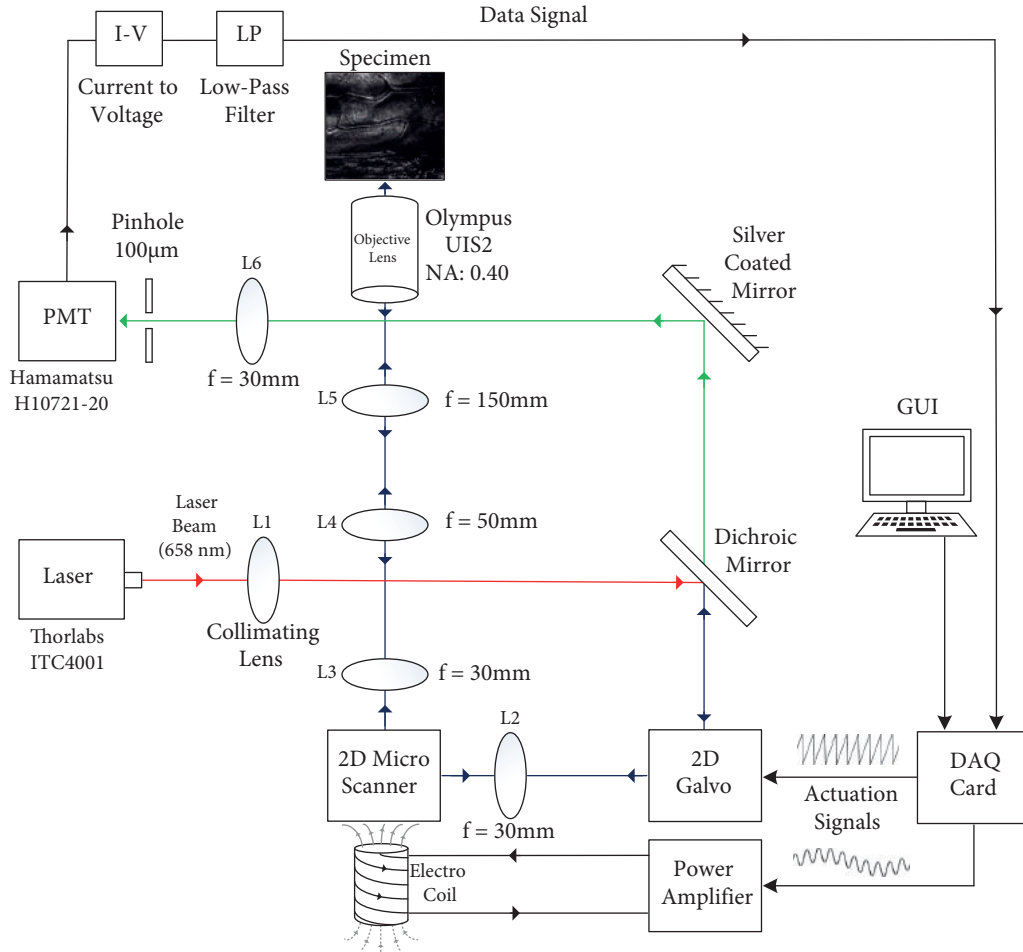 I-V
LP
Data Signal
Current to
Voltage
Low-Pass
Filter
Specimen
Pinhole
100μm
L6
Objective
Lens
Olympus
UIS2
NA: 0.40
Silver
Coated
Mirror
PMT
Hamamatsu
H10721-20
f = 30mm
L5
f = 150mm
GUI
Laser
Beam
(658 nm)
L1
L4
f = 50mm
Dichroic
Mirror
Laser
Thorlabs
ITC4001
Collimating
Lens
L3
f = 30mm
L2
2D Micro
Scanner
2D
Galvo
DAQ
Card
Actuation
Signals
f = 30mm
Electro
Coil
Power
Amplifier